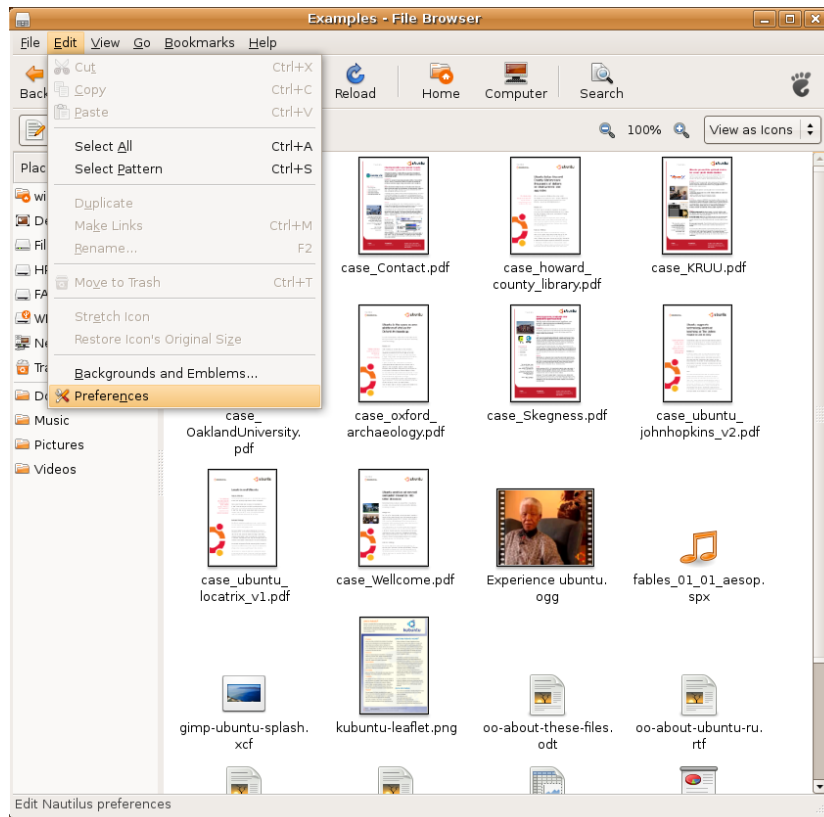 Examples - File Browser
File Edit View Go Bookmarks Help
Back Reload Home Computer Search
100% View as Icons
Cut Ctrl+X
Copy Ctrl+C
Paste Ctrl+V
Select All Ctrl+A
Select Pattern Ctrl+S
Duplicate
Make Links Ctrl+M
Rename... F2
Move to Trash Ctrl+T
Stretch Icon
Restore Icon's Original Size
Backgrounds and Emblems...
Preferences
Music
Pictures
Videos
case_Contact.pdf
case_howard_
county_library.pdf
case_KRUU.pdf
case_
OaklandUniversity.
pdf
case_oxford_
archaeology.pdf
case_Skegness.pdf
case_ubuntu_
johnhopkins_v2.pdf
case_ubuntu_
locatrix_v1.pdf
case_Wellcome.pdf
Experience ubuntu.
ogg
fables_01_01_aesop.
spx
gimp-ubuntu-splash.
xcf
kubuntu-leaflet.png
oo-about-these-files.
odt
oo-about-ubuntu-ru.
rtf
Edit Nautilus preferences